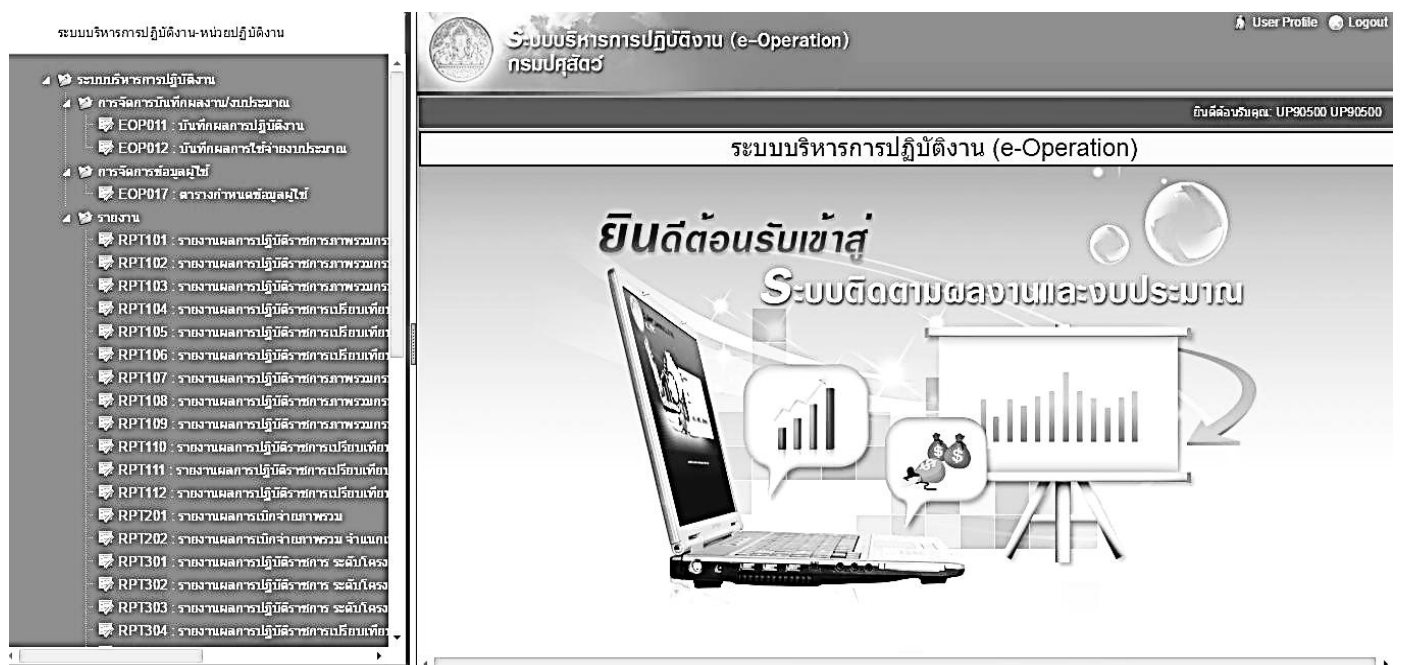 ระบบบริหารการปฏิบัติงาน-หน่วยปฏิบัติงาน
ระบบบริหารการปฏิบัติงาน
การจัดการบันทึกผลงาน/งบประมาณ
EOP011 : บันทึกผลการปฏิบัติงาน
EOP012 : บันทึกผลการใช้จ่ายงบประมาณ
การจัดการข้อมูลผู้ใช้
EOP017 : ตารางกำหนดข้อมูลผู้ใช้
รายงาน
RPT101 : รายงานผลการปฏิบัติราชการภาพรวมกร
RPT102 : รายงานผลการปฏิบัติราชการภาพรวมกร
RPT103 : รายงานผลการปฏิบัติราชการภาพรวมกร
RPT104 : รายงานผลการปฏิบัติราชการเปรียบเทีย
RPT105 : รายงานผลการปฏิบัติราชการเปรียบเทีย
RPT106 : รายงานผลการปฏิบัติราชการเปรียบเทีย
RPT107 : รายงานผลการปฏิบัติราชการภาพรวมกร
RPT108 : รายงานผลการปฏิบัติราชการภาพรวมกร
RPT109 : รายงานผลการปฏิบัติราชการภาพรวมกร
RPT110 : รายงานผลการปฏิบัติราชการเปรียบเทีย
RPT111 : รายงานผลการปฏิบัติราชการเปรียบเทีย
RPT112 : รายงานผลการปฏิบัติราชการเปรียบเทีย
RPT201 : รายงานผลการเบิกจ่ายภาพรวม
RPT202 : รายงานผลการเบิกจ่ายภาพรวม จำแนกเ
RPT301 : รายงานผลการปฏิบัติราชการ ระดับโครง
RPT302 : รายงานผลการปฏิบัติราชการ ระดับโครง
RPT303 : รายงานผลการปฏิบัติราชการ ระดับโครง
RPT304 : รายงานผลการปฏิบัติราชการเปรียบเทีย
ระบบบริหารการปฏิบัติงาน (e-Operation)
กรมปศุสัตว์
User Profile Logout
ยินดีต้อนรับคุณ: UP90500 UP90500
ระบบบริหารการปฏิบัติงาน (e-Operation)
ยินดีต้อนรับเข้าสู่
ระบบติดตามผลงานและงบประมาณ